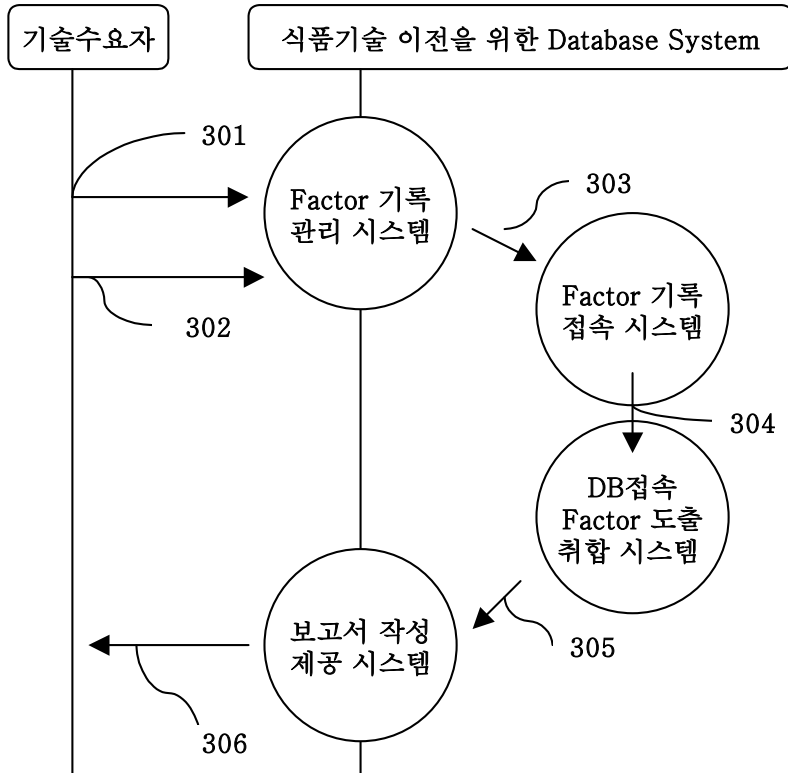 기술수요자
식품기술 이전을 위한 Database System
301
Factor 기록
관리 시스템
303
302
Factor 기록
접속 시스템
304
DB접속
Factor 도출
취합 시스템
보고서 작성
제공 시스템
305
306